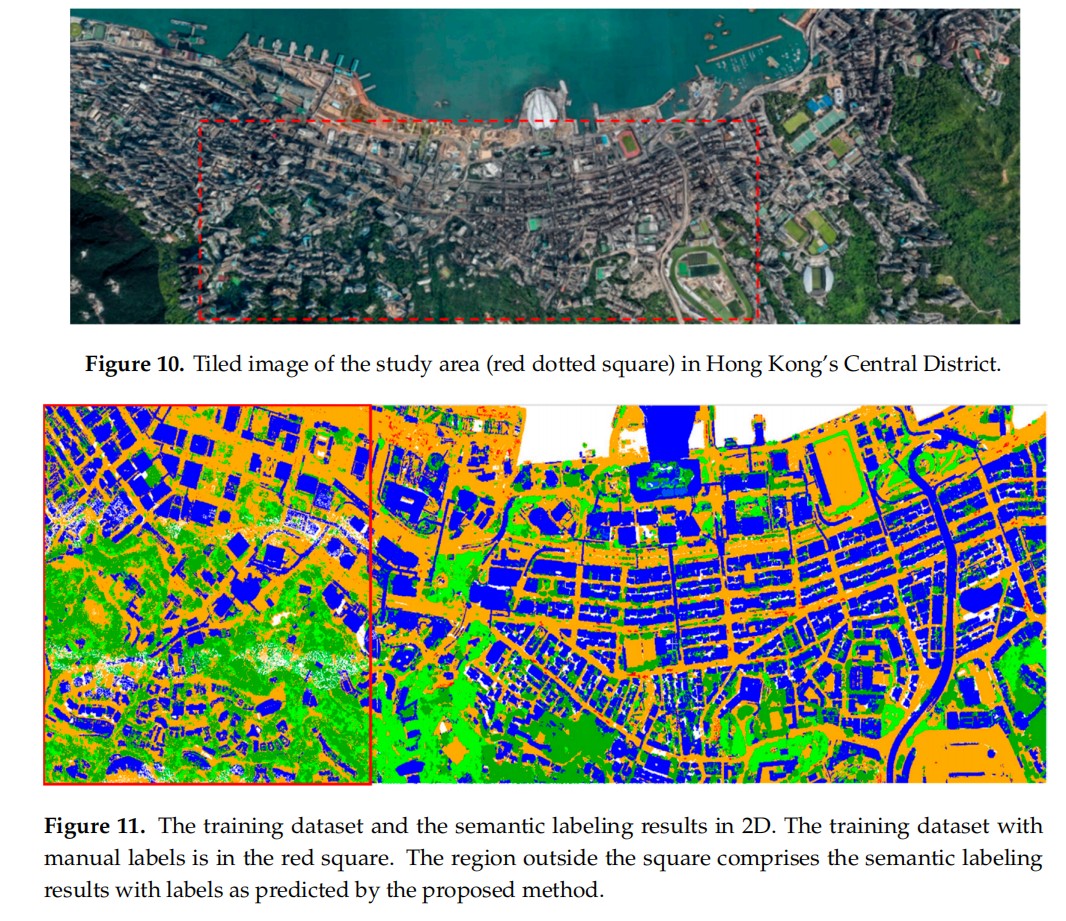 Figure 10. Tiled image of the study area (red dotted square) in Hong Kong’s Central District.
Figure 11. The training dataset and the semantic labeling results in 2D. The training dataset with
manual labels is in the red square. The region outside the square comprises the semantic labeling
results with labels as predicted by the proposed method.